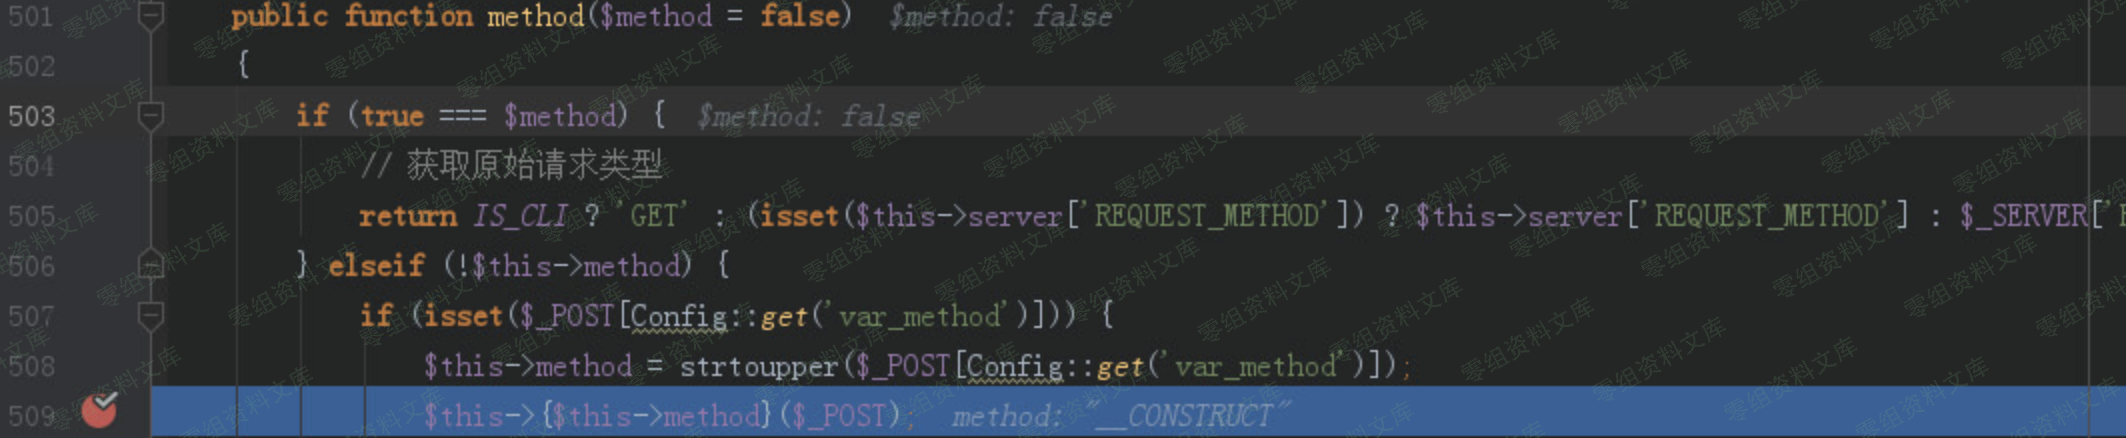 501 public function method($method = false) $method: false
502 {
503 if (true === $method) { $method: false
504 // 获取原始请求类型
505 return IS_CLI ? 'GET' : (isset($this->server['REQUEST_METHOD']) ? $this->server['REQUEST_METHOD'] : $_SERVER['
506 } elseif (!$this->method) {
507 if (isset($_POST[Config::get('var_method')])) {
508 $this->method = strtoupper($_POST[Config::get('var_method')]);
509 $this->{$this->method}($_POST); method: "__CONSTRUCT"
零组资料文库